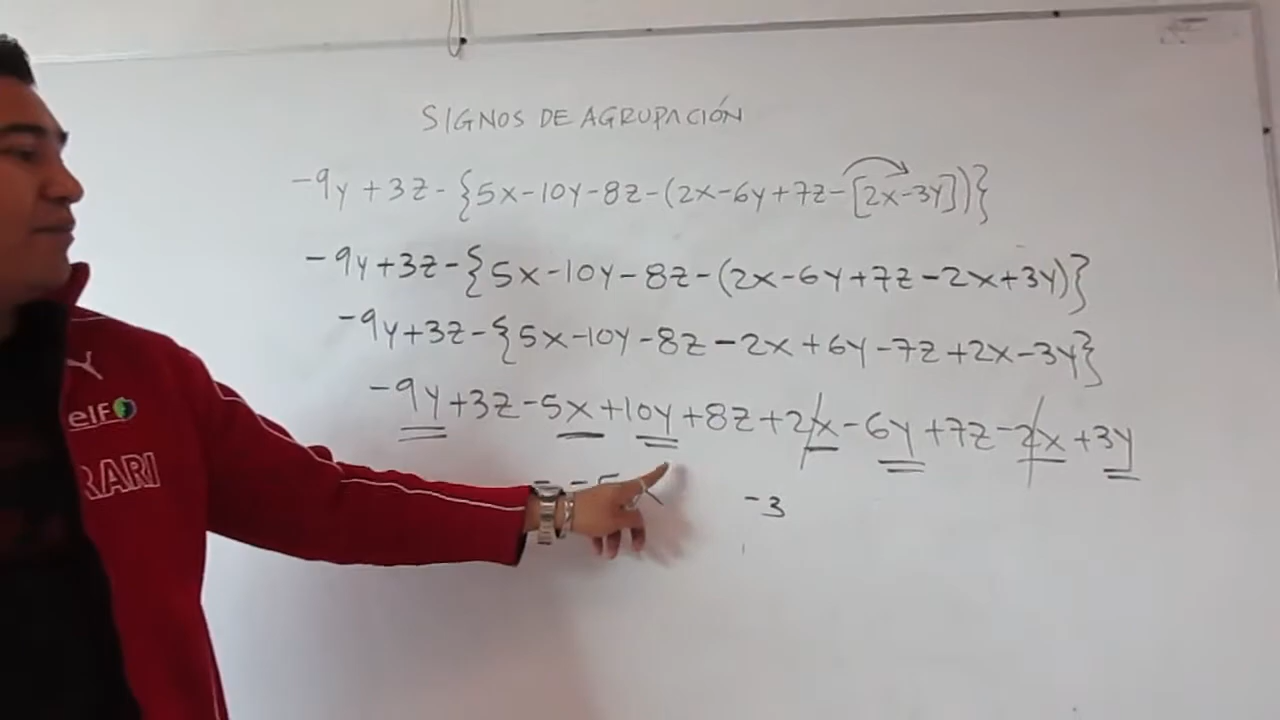 SIGNOS DE AGRUPACIÓN
-9y+3z-{5x-10y-8z-(2x-6y+7z-[2x-3y])}
-9y+3z-{5x-10y-8z-(2x-6y+7z-2x+3y)}
-9y+3z-{5x-10y-8z-2x+6y-7z+2x-3y}
-9y+3z-5x+10y+8z+2x-6y+7z-2x+3y
-3
elf